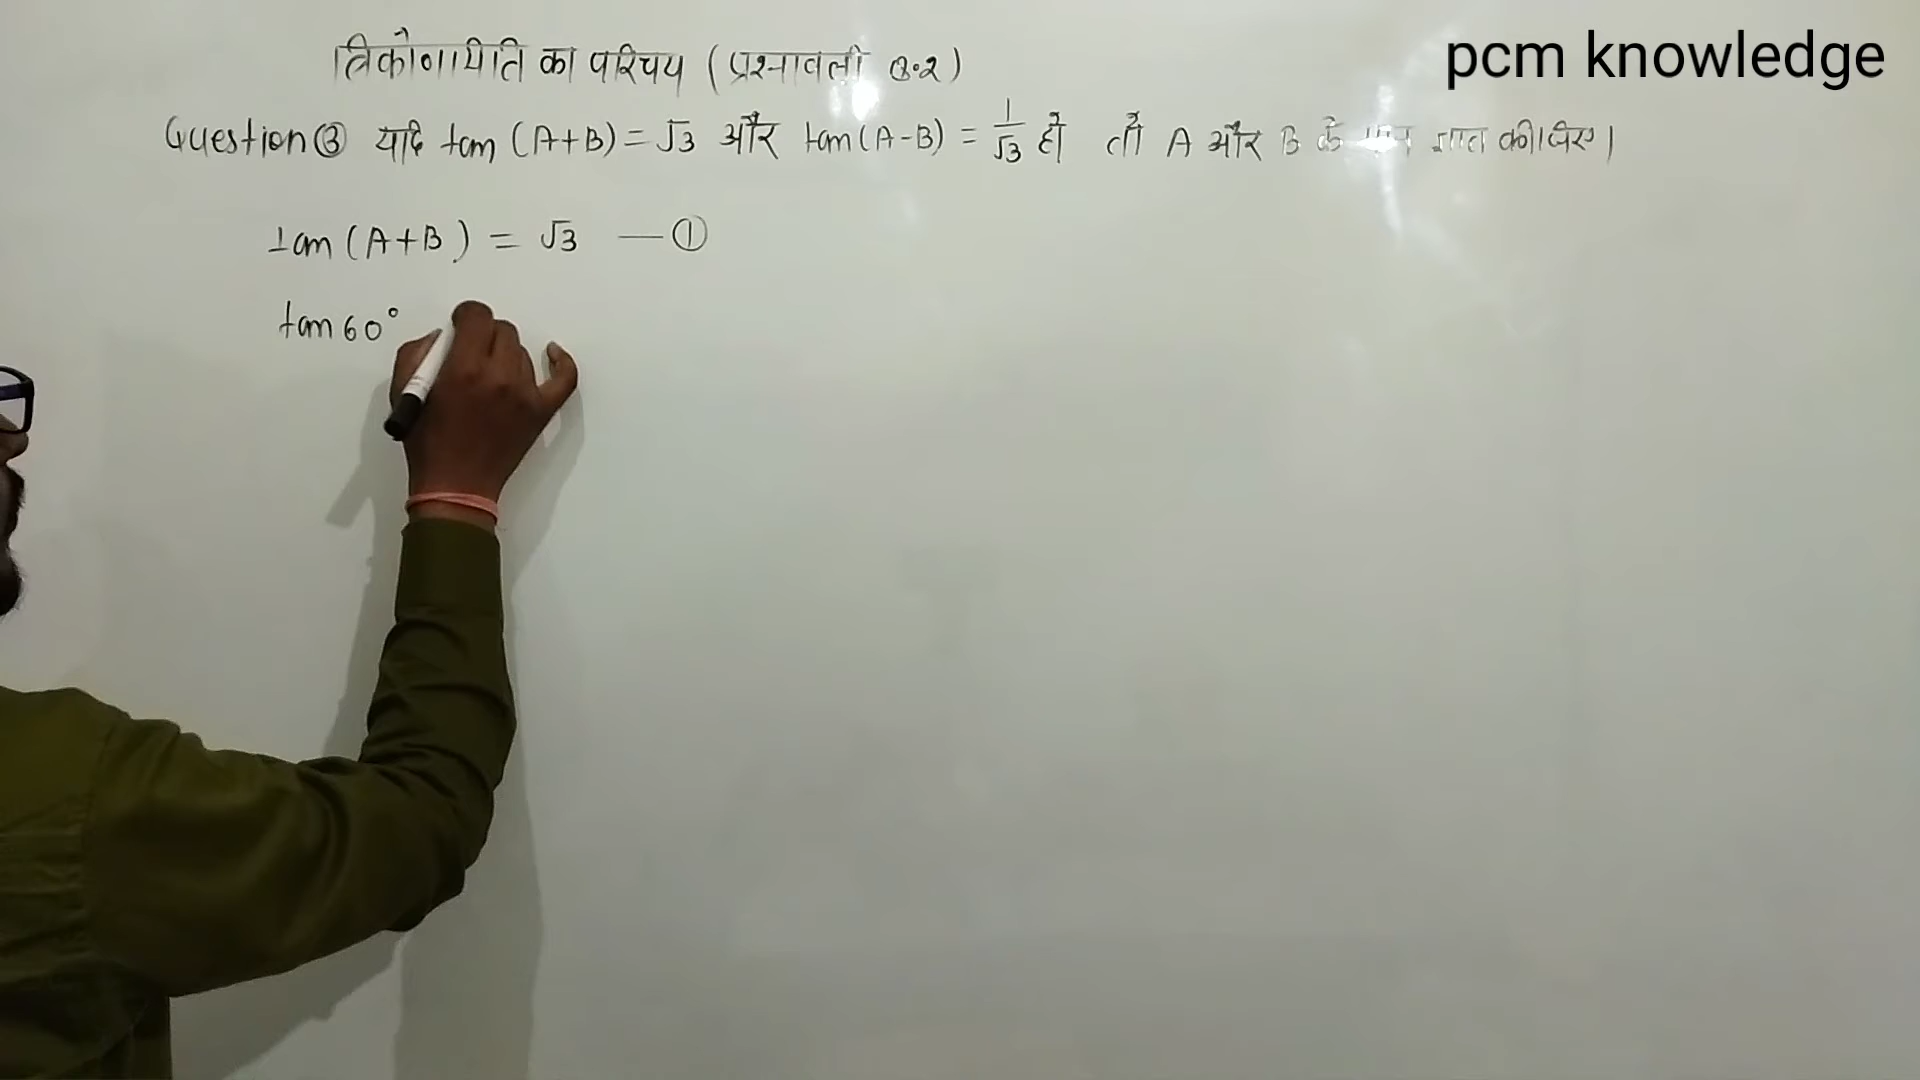 त्रिकोणमिति का परिचय (प्रश्नावली 8.2)
pcm knowledge
Question ③ यदि tan (A+B) = √3 और tan(A-B) = 1/√3 हो तो A और B के मान ज्ञात कीजिए।
tan (A+B) = √3 — ①
tan 60°